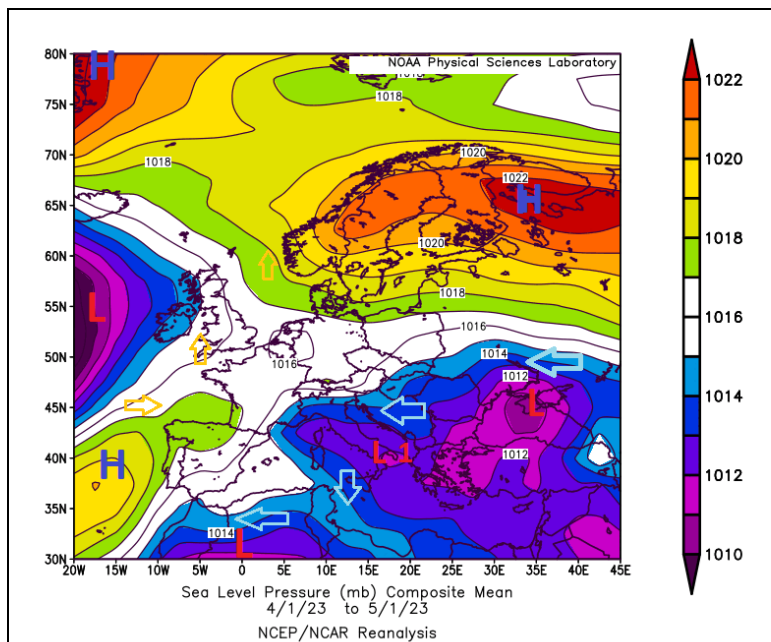 NOAA Physical Sciences Laboratory
80N
75N
70N
65N
60N
55N
50N
45N
40N
35N
30N
20W
15W
10W
5W
0
5E
10E
15E
20E
25E
30E
35E
40E
45E
H
1018
1018
1020
1022
H
1020
L
1018
1016
1016
1014
1012
L
H
L 1
1012
1014
L
1022
1020
1018
1016
1014
1012
1010
Sea Level Pressure (mb) Composite Mean
4/1/23 to 5/1/23
NCEP/NCAR Reanalysis